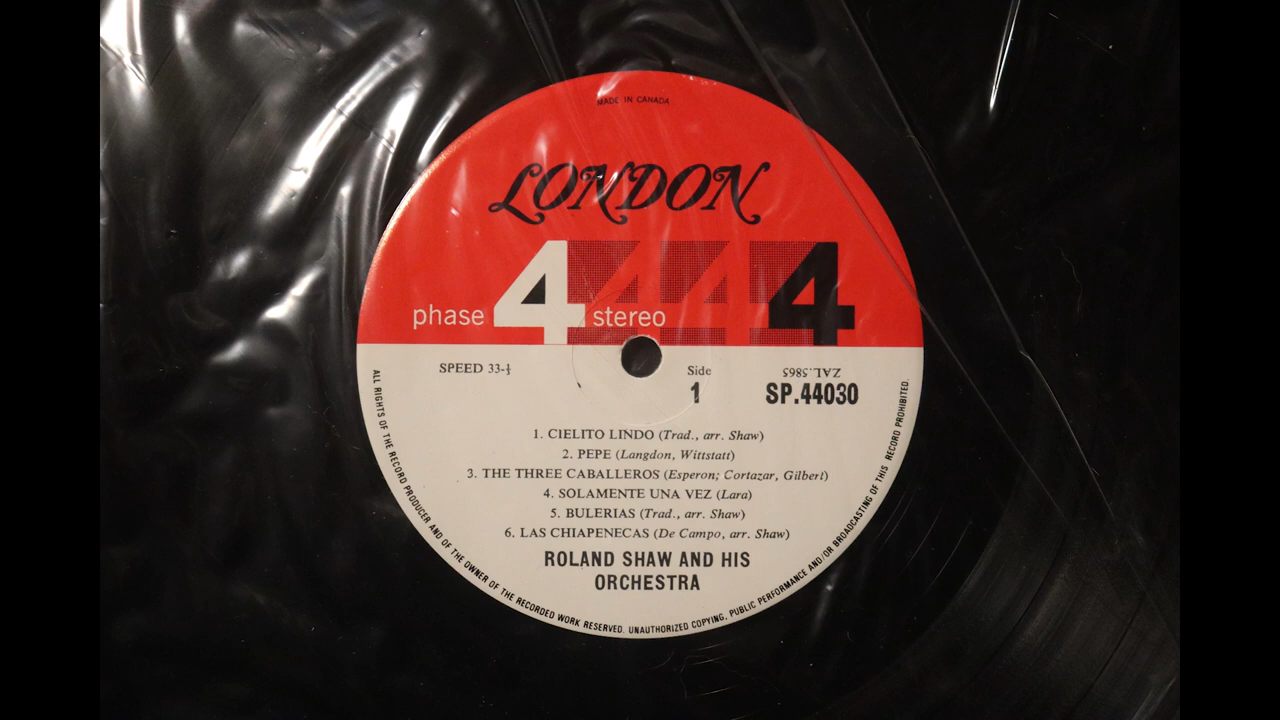 MADE IN CANADA
LONDON
phase 4 stereo 4 4 4
SPEED 33-⅓
Side
1
ZAL.5865
SP.44030
1. CIELITO LINDO (Trad., arr. Shaw)
2. PEPE (Langdon, Wittstatt)
3. THE THREE CABALLEROS (Esperon; Cortazar, Gilbert)
4. SOLAMENTE UNA VEZ (Lara)
5. BULERIAS (Trad., arr. Shaw)
6. LAS CHIAPENECAS (De Campo, arr. Shaw)
ROLAND SHAW AND HIS
ORCHESTRA
ALL RIGHTS OF THE RECORD PRODUCER AND OF THE OWNER OF THE RECORDED WORK RESERVED. UNAUTHORIZED COPYING, PUBLIC PERFORMANCE AND/OR BROADCASTING OF THIS RECORD PROHIBITED.